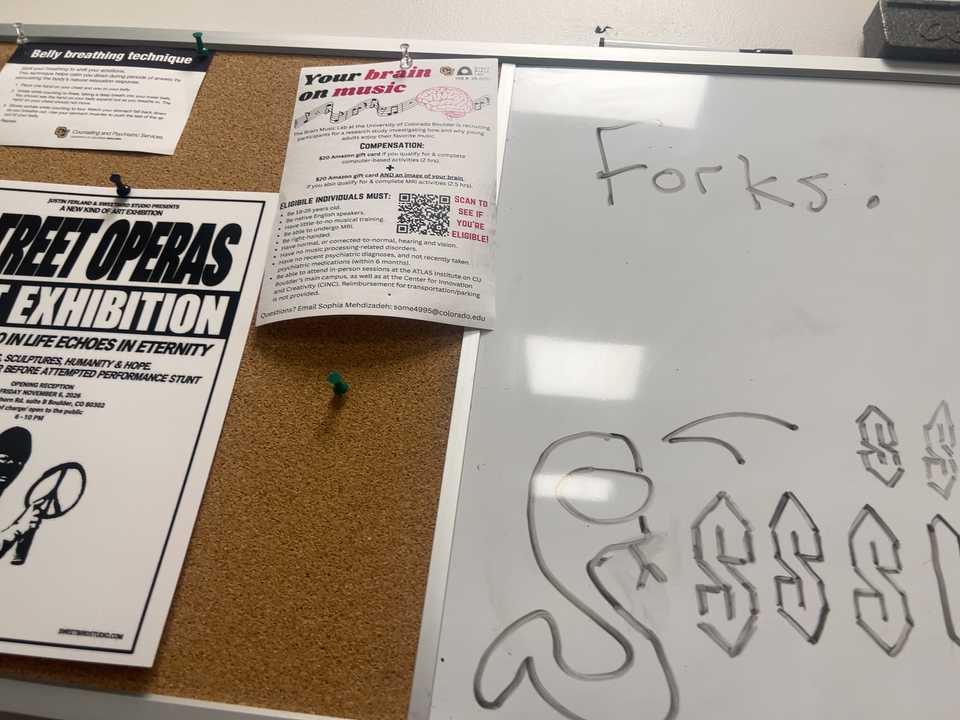 Belly breathing technique
Counseling and Psychiatric Services
JUSTIN FERLAND & SWEETBIRD STUDIO PRESENTS
A NEW KIND OF ART EXHIBITION
TREET OPERAS
T EXHIBITION
O IN LIFE ECHOES IN ETERNITY
SCULPTURES, HUMANITY & HOPE.
BEFORE ATTEMPTED PERFORMANCE STUNT
OPENING RECEPTION
FRIDAY NOVEMBER 6, 2026
horn Rd, suite B Boulder, CO 80302
of charge/ open to the public
6 - 10 PM
SWEETBIRDSTUDIO.COM
Your brain
on music
The Brain Music Lab at the University of Colorado Boulder is recruiting
participants for a research study investigating how and why young
adults enjoy their favorite music.
COMPENSATION:
$20 Amazon gift card if you qualify for & complete
computer-based activities (2 hrs).
+
$20 Amazon gift card AND an image of your brain
if you also qualify for & complete MRI activities (2.5 hrs).
ELIGIBLE INDIVIDUALS MUST:
• Be native English speakers.
• Have little-to-no musical training.
• Be able to undergo MRI.
• Be right-handed.
• Have normal, or corrected-to-normal, hearing and vision.
• Have no music processing-related disorders.
• Have no recent psychiatric diagnoses, and not recently taken
psychiatric medications (within 6 months).
• Be able to attend in-person sessions at the ATLAS Institute on CU
Boulder's main campus, as well as at the Center for Innovation
and Creativity (CINC). Reimbursement for transportation/parking
is not provided.
SCAN TO
SEE IF
YOU'RE
ELIGIBLE!
Questions? Email Sophia Mehdizadeh: some4995@colorado.edu
Forks.